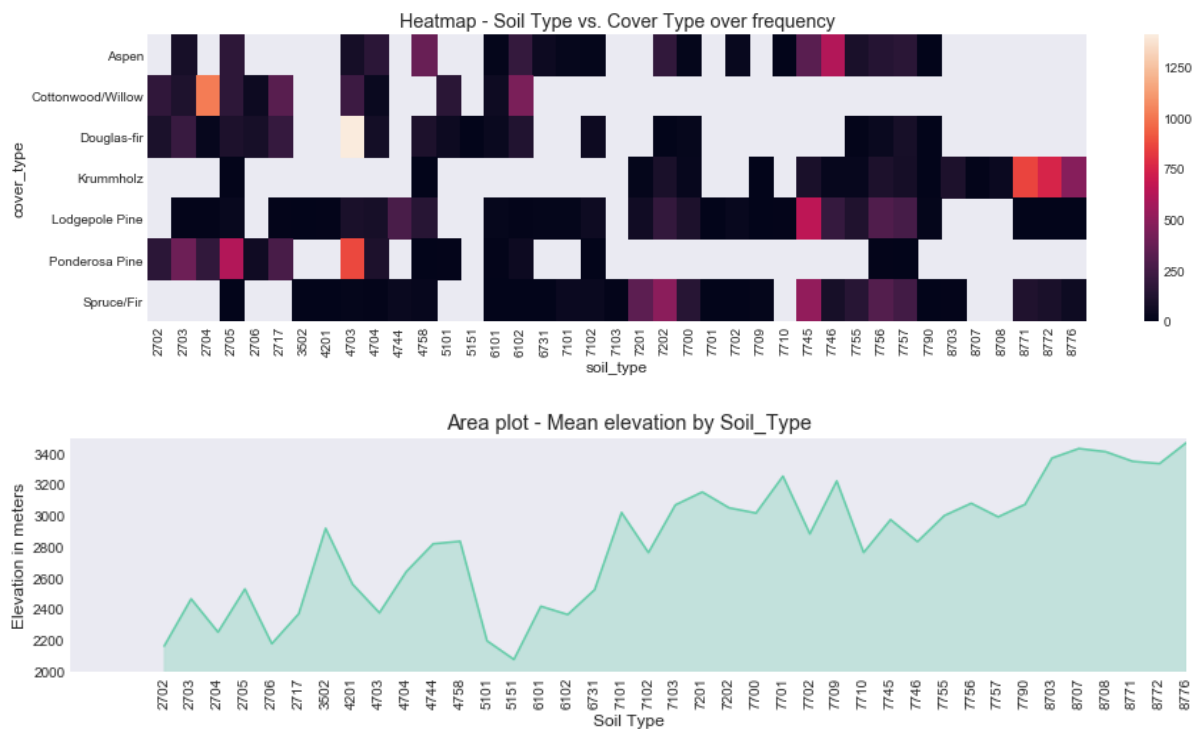 Heatmap - Soil Type vs. Cover Type over frequency
cover_type
Aspen
Cottonwood/Willow
Douglas-fir
Krummholz
Lodgepole Pine
Ponderosa Pine
Spruce/Fir
1250
1000
750
500
250
0
2702 2703 2704 2705 2706 2717 3502 4201 4703 4704 4744 4758 5101 5151 6101 6102 6731 7101 7102 7103 7201 7202 7700 7701 7702 7709 7710 7745 7746 7755 7756 7757 7790 8703 8707 8708 8771 8772 8776
soil_type
Area plot - Mean elevation by Soil_Type
Elevation in meters
3400
3200
3000
2800
2600
2400
2200
2000
2702 2703 2704 2705 2706 2717 3502 4201 4703 4704 4744 4758 5101 5151 6101 6102 6731 7101 7102 7103 7201 7202 7700 7701 7702 7709 7710 7745 7746 7755 7756 7757 7790 8703 8707 8708 8771 8772 8776
Soil Type